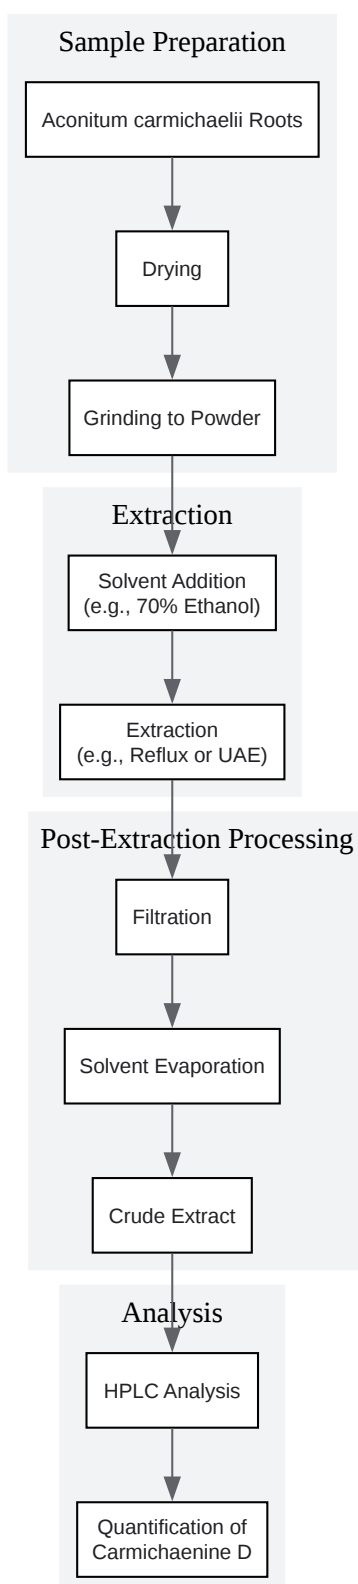 Sample Preparation
Aconitum carmichaelii Roots
Drying
Grinding to Powder
Extraction
Solvent Addition
(e.g., 70% Ethanol)
Extraction
(e.g., Reflux or UAE)
Post-Extraction Processing
Filtration
Solvent Evaporation
Crude Extract
Analysis
HPLC Analysis
Quantification of
Carmichaenine D